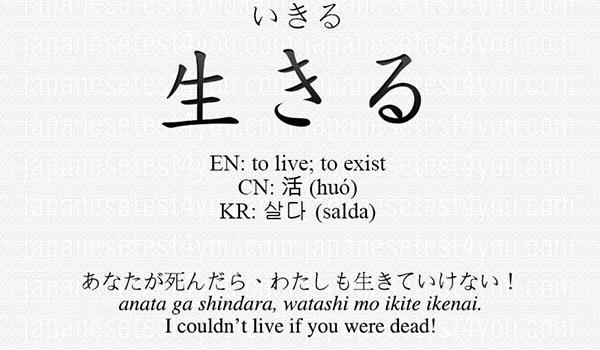 いきる
生きる
EN: to live; to exist
CN: 活 (huó)
KR: 살다 (salda)
あなたが死んだら、わたしも生きていけない！
anata ga shindara, watashi mo ikite ikenai.
I couldn’t live if you were dead!
japanesetest4you.com